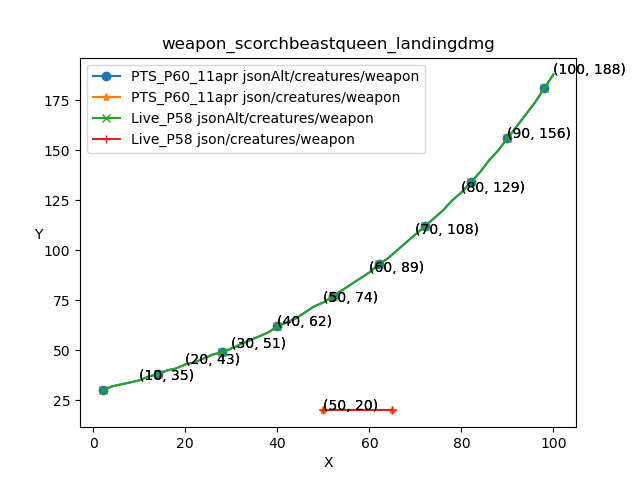 weapon_scorchbeastqueen_landingdmg
PTS_P60_11apr jsonAlt/creatures/weapon
PTS_P60_11apr json/creatures/weapon
Live_P58 jsonAlt/creatures/weapon
Live_P58 json/creatures/weapon
(100, 188)
(90, 156)
(80, 129)
(70, 108)
(60, 89)
(50, 74)
(40, 62)
(30, 51)
(20, 43)
(10, 35)
(50, 20)
175
150
125
100
75
50
25
Y
0 20 40 60 80 100
X